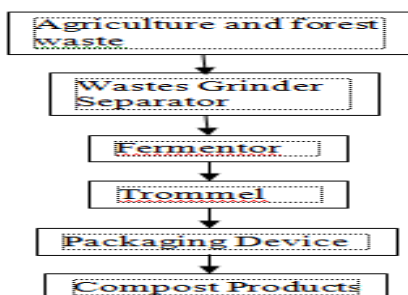 Agriculture and forest
waste
Wastes Grinder
Separator
Fermentor
Trommel
Packaging Device
Compost Products